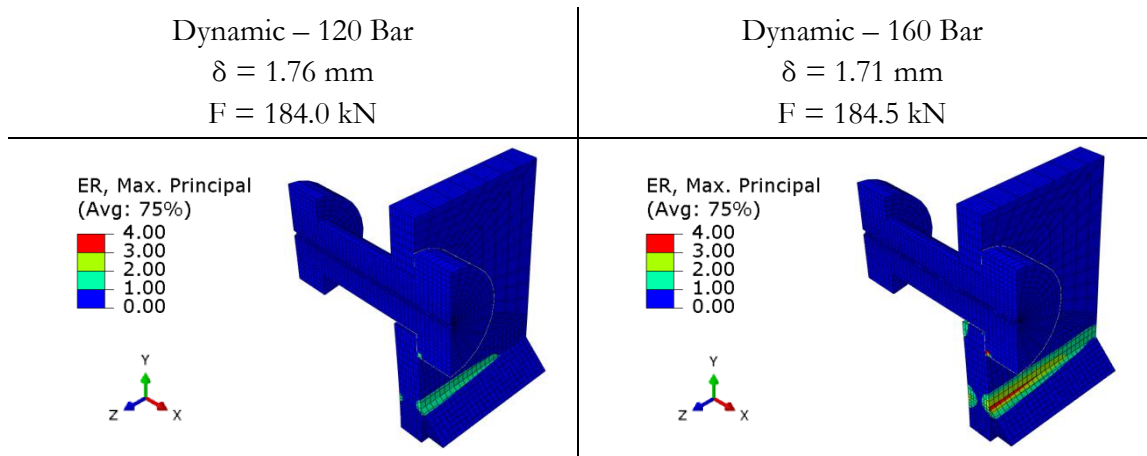 Dynamic – 120 Bar
δ = 1.76 mm
F = 184.0 kN
Dynamic – 160 Bar
δ = 1.71 mm
F = 184.5 kN
ER, Max. Principal
(Avg: 75%)
4.00
3.00
2.00
1.00
0.00
Y
Z
X
ER, Max. Principal
(Avg: 75%)
4.00
3.00
2.00
1.00
0.00
Y
Z
X